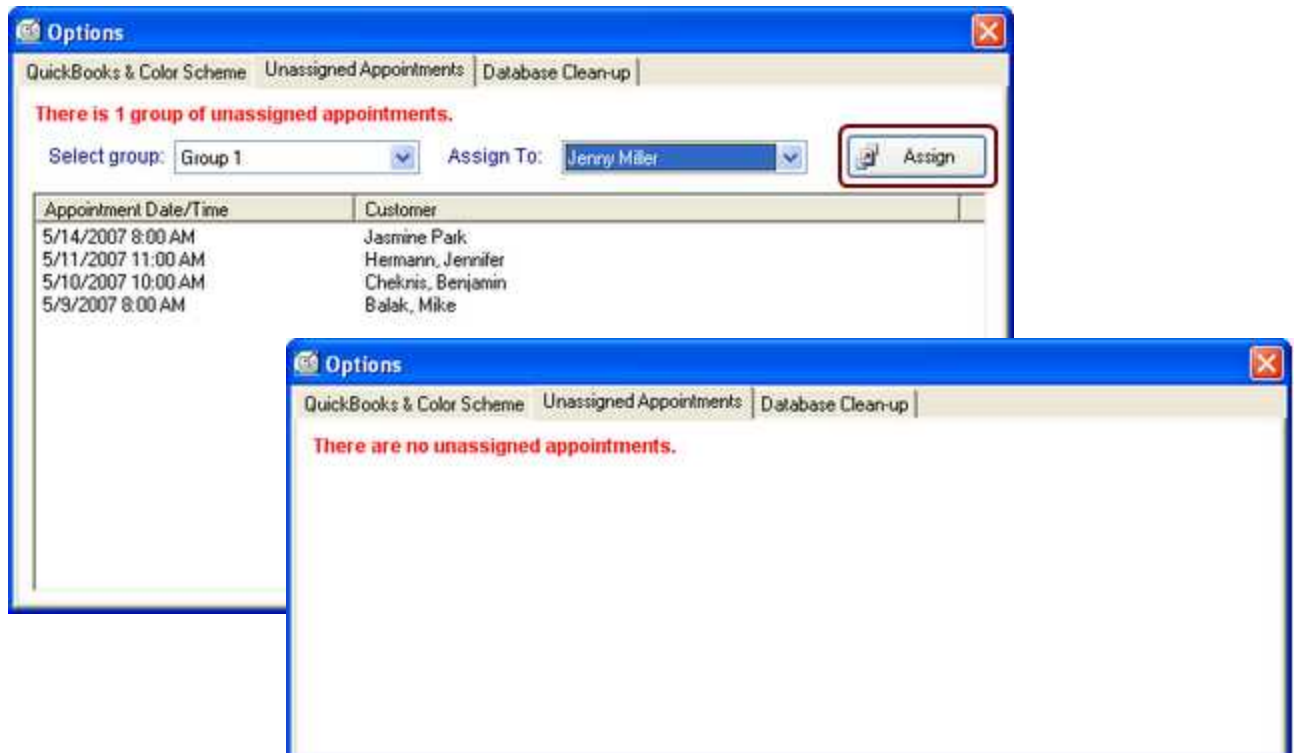 Options
QuickBooks & Color Scheme Unassigned Appointments Database Clean-up
There is 1 group of unassigned appointments.
Select group: Group 1 Assign To: Jenny Miller Assign
Appointment Date/Time Customer
5/14/2007 8:00 AM Jasmine Park
5/11/2007 11:00 AM Hermann, Jennifer
5/10/2007 10:00 AM Cheknis, Benjamin
5/9/2007 8:00 AM Balak, Mike
Options
QuickBooks & Color Scheme Unassigned Appointments Database Clean-up
There are no unassigned appointments.